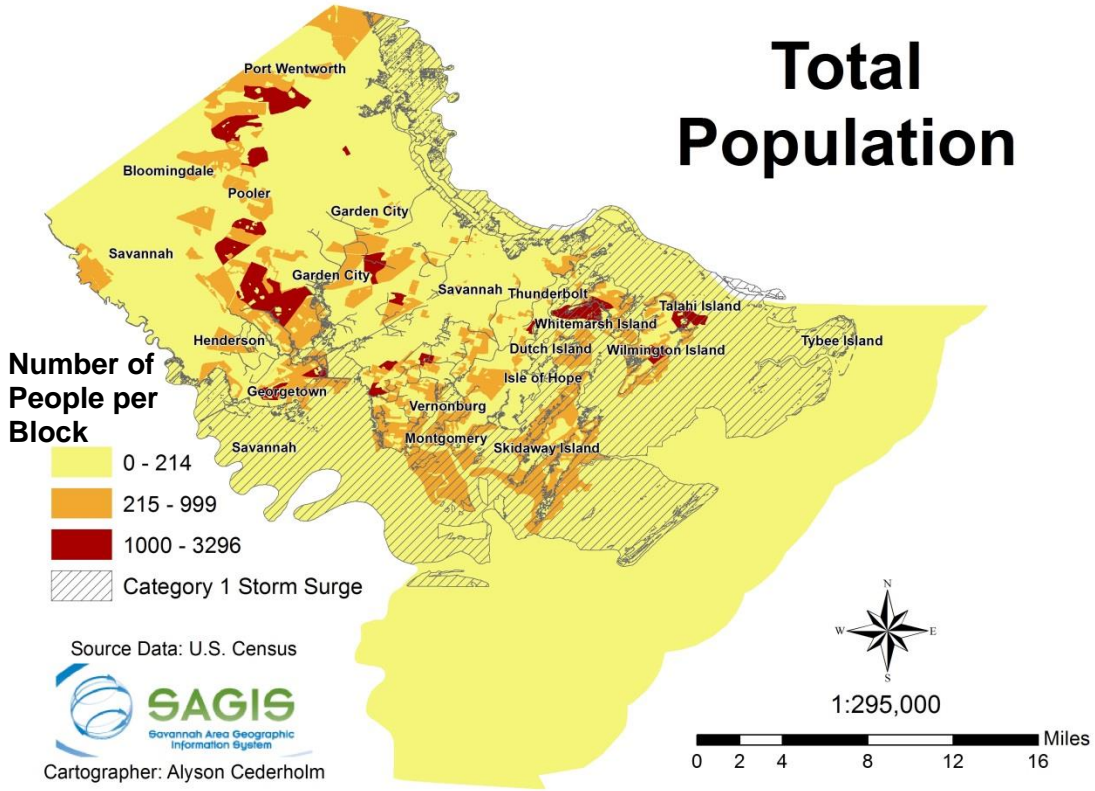 Total
Population
Port Wentworth
Bloomingdale
Pooler
Garden City
Savannah
Garden City
Savannah
Thunderbolt
Talahi Island
Whitemarsh Island
Tybee Island
Henderson
Dutch Island
Wilmington Island
Georgetown
Isle of Hope
Vernonburg
Montgomery
Skidaway Island
Savannah
Number of
People per
Block
0 - 214
215 - 999
1000 - 3296
Category 1 Storm Surge
Source Data: U.S. Census
SAGIS
Savannah Area Geographic
Information System
Cartographer: Alyson Cederholm
N
W
E
S
1:295,000
Miles
0 2 4 8 12 16